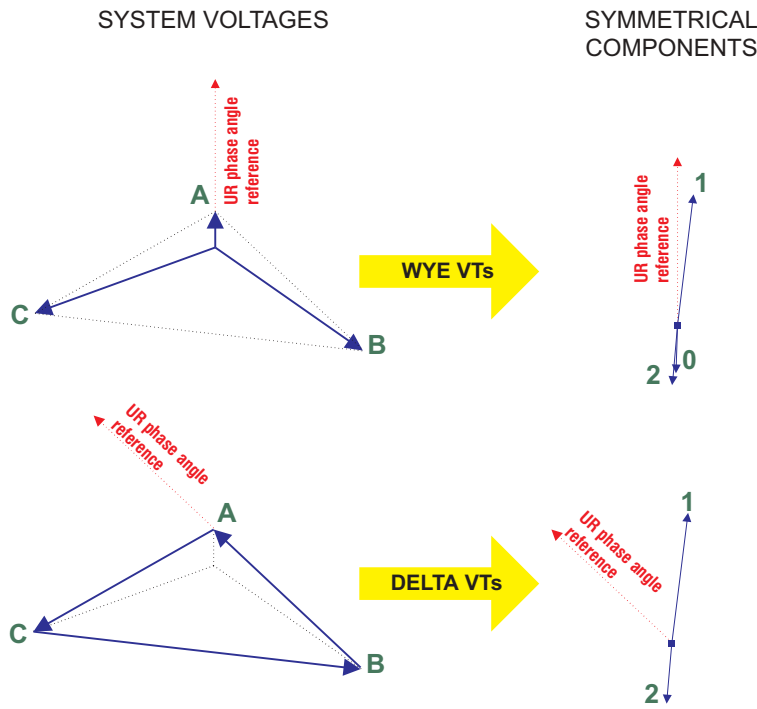 SYSTEM VOLTAGES
SYMMETRICAL
COMPONENTS
UR phase angle
reference
A
C
B
WYE VTs
UR phase angle
reference
1
2
0
UR phase angle
reference
A
C
B
DELTA VTs
UR phase angle
reference
1
2